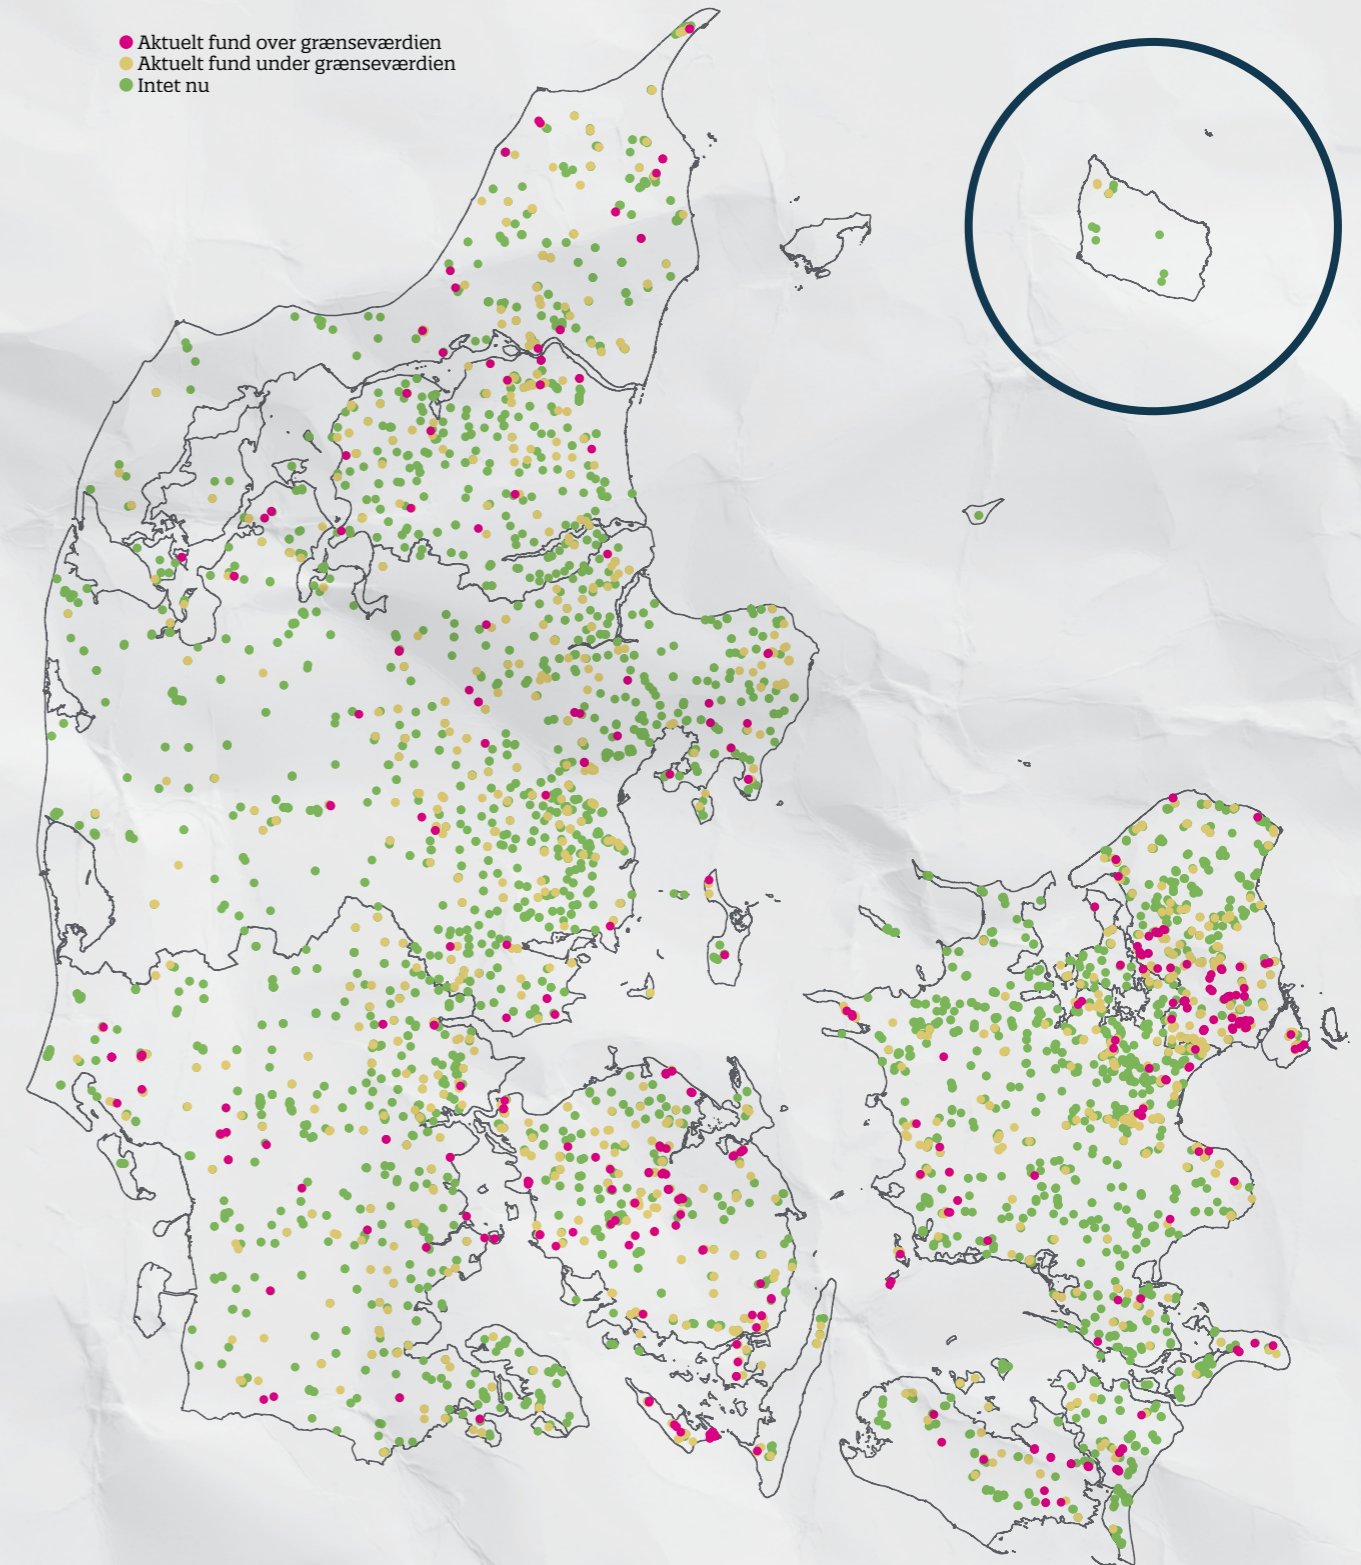 Aktuelt fund over grænseværdien
Aktuelt fund under grænseværdien
Intet nu